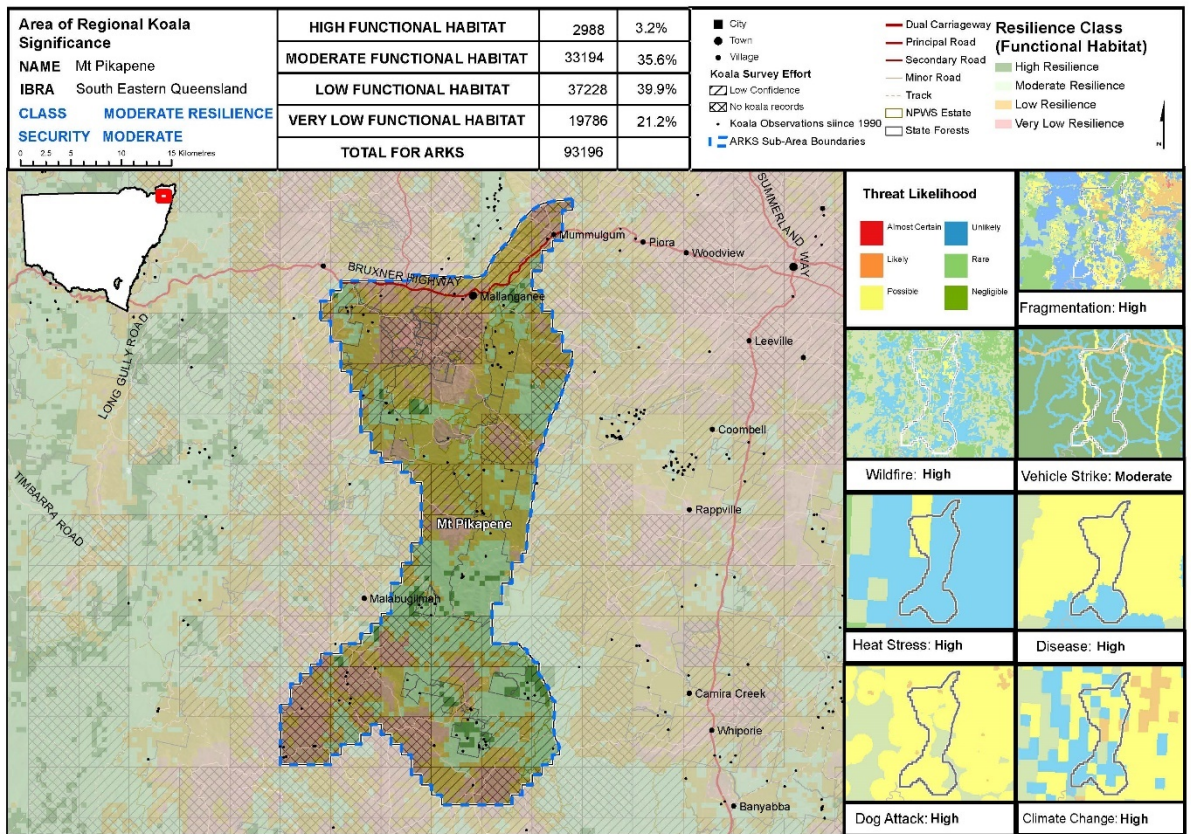 Area of Regional Koala
Significance
NAME Mt Pikapene
IBRA South Eastern Queensland
CLASS MODERATE RESILIENCE
SECURITY MODERATE
0 2.5 5 10 15 Kilometres
HIGH FUNCTIONAL HABITAT 2988 3.2%
MODERATE FUNCTIONAL HABITAT 33194 35.6%
LOW FUNCTIONAL HABITAT 37228 39.9%
VERY LOW FUNCTIONAL HABITAT 19786 21.2%
TOTAL FOR ARKS 93196
City
Town
Village
Koala Survey Effort
Low Confidence
No koala records
Koala Observations siince 1990
ARKS Sub-Area Boundaries
Dual Carriageway
Principal Road
Secondary Road
Minor Road
Track
NPWS Estate
State Forests
Resilience Class
(Functional Habitat)
High Resilience
Moderate Resilience
Low Resilience
Very Low Resilience
N
SUMMERLAND WAY
Mummulgum
Piora
Woodview
BRUXNER HIGHWAY
Mallanganee
LONG GULLY ROAD
Leeville
Coombell
TIMBARRA ROAD
Rappville
Mt Pikapene
Malabugilmah
Camira Creek
Whiporie
Banyabba
Threat Likelihood
Almost Certain
Unlikely
Likely
Rare
Possible
Negligible
Fragmentation: High
Wildfire: High
Vehicle Strike: Moderate
Heat Stress: High
Disease: High
Dog Attack: High
Climate Change: High